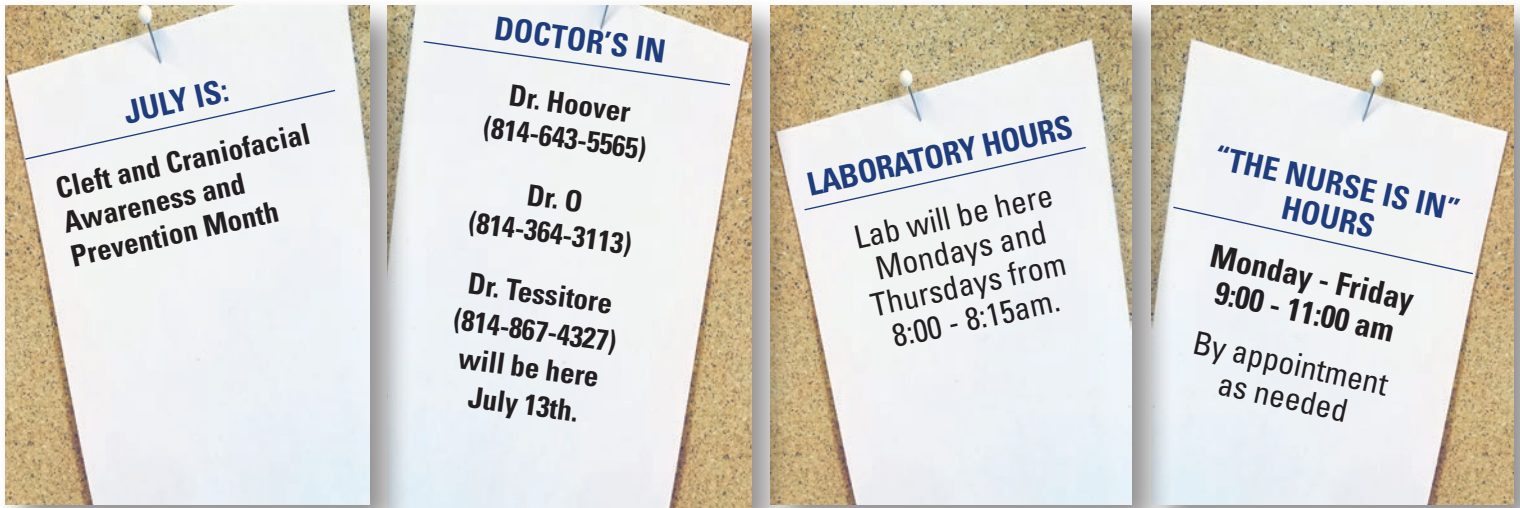 JULY IS:
Cleft and Craniofacial
Awareness and
Prevention Month
DOCTOR'S IN
Dr. Hoover
(814-643-5565)
Dr. O
(814-364-3113)
Dr. Tessitore
(814-867-4327)
will be here
July 13th.
LABORATORY HOURS
Lab will be here
Mondays and
Thursdays from
8:00 - 8:15am.
“THE NURSE IS IN”
HOURS
Monday - Friday
9:00 - 11:00 am
By appointment
as needed